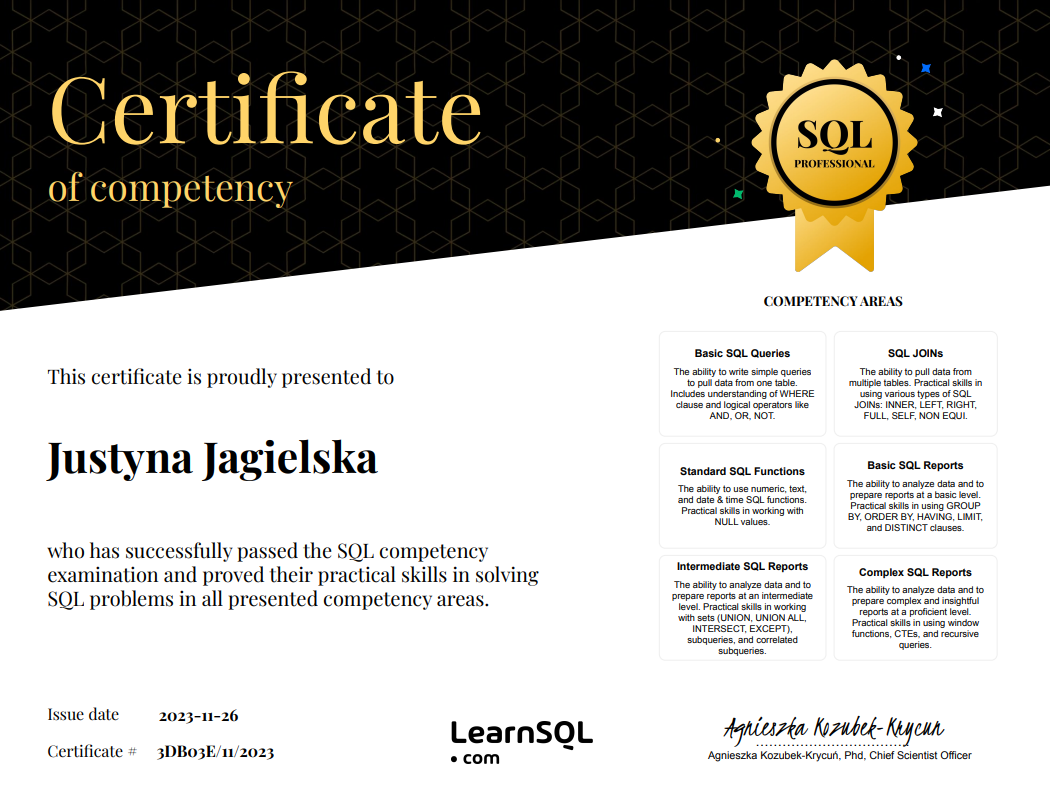 Certificate
of competency
SQL
PROFESSIONAL
COMPETENCY AREAS
This certificate is proudly presented to
Justyna Jagielska
who has successfully passed the SQL competency
examination and proved their practical skills in solving
SQL problems in all presented competency areas.
Basic SQL Queries
The ability to write simple queries
to pull data from one table.
Includes understanding of WHERE
clause and logical operators like
AND, OR, NOT.
SQL JOINs
The ability to pull data from
multiple tables. Practical skills in
using various types of SQL
JOINs: INNER, LEFT, RIGHT,
FULL, SELF, NON EQUI.
Standard SQL Functions
The ability to use numeric, text,
and date & time SQL functions.
Practical skills in working with
NULL values.
Basic SQL Reports
The ability to analyze data and to
prepare reports at a basic level.
Practical skills in using GROUP
BY, ORDER BY, HAVING, LIMIT,
and DISTINCT clauses.
Intermediate SQL Reports
The ability to analyze data and to
prepare reports at an intermediate
level. Practical skills in working
with sets (UNION, UNION ALL,
INTERSECT, EXCEPT),
subqueries, and correlated
subqueries.
Complex SQL Reports
The ability to analyze data and to
prepare complex and insightful
reports at a proficient level.
Practical skills in using window
functions, CTEs, and recursive
queries.
Issue date 2023-11-26
Certificate # 3DB03E/11/2023
LearnSQL
• com
Agnieszka Kozubek-Krycuń
Agnieszka Kozubek-Krycuń, Phd, Chief Scientist Officer